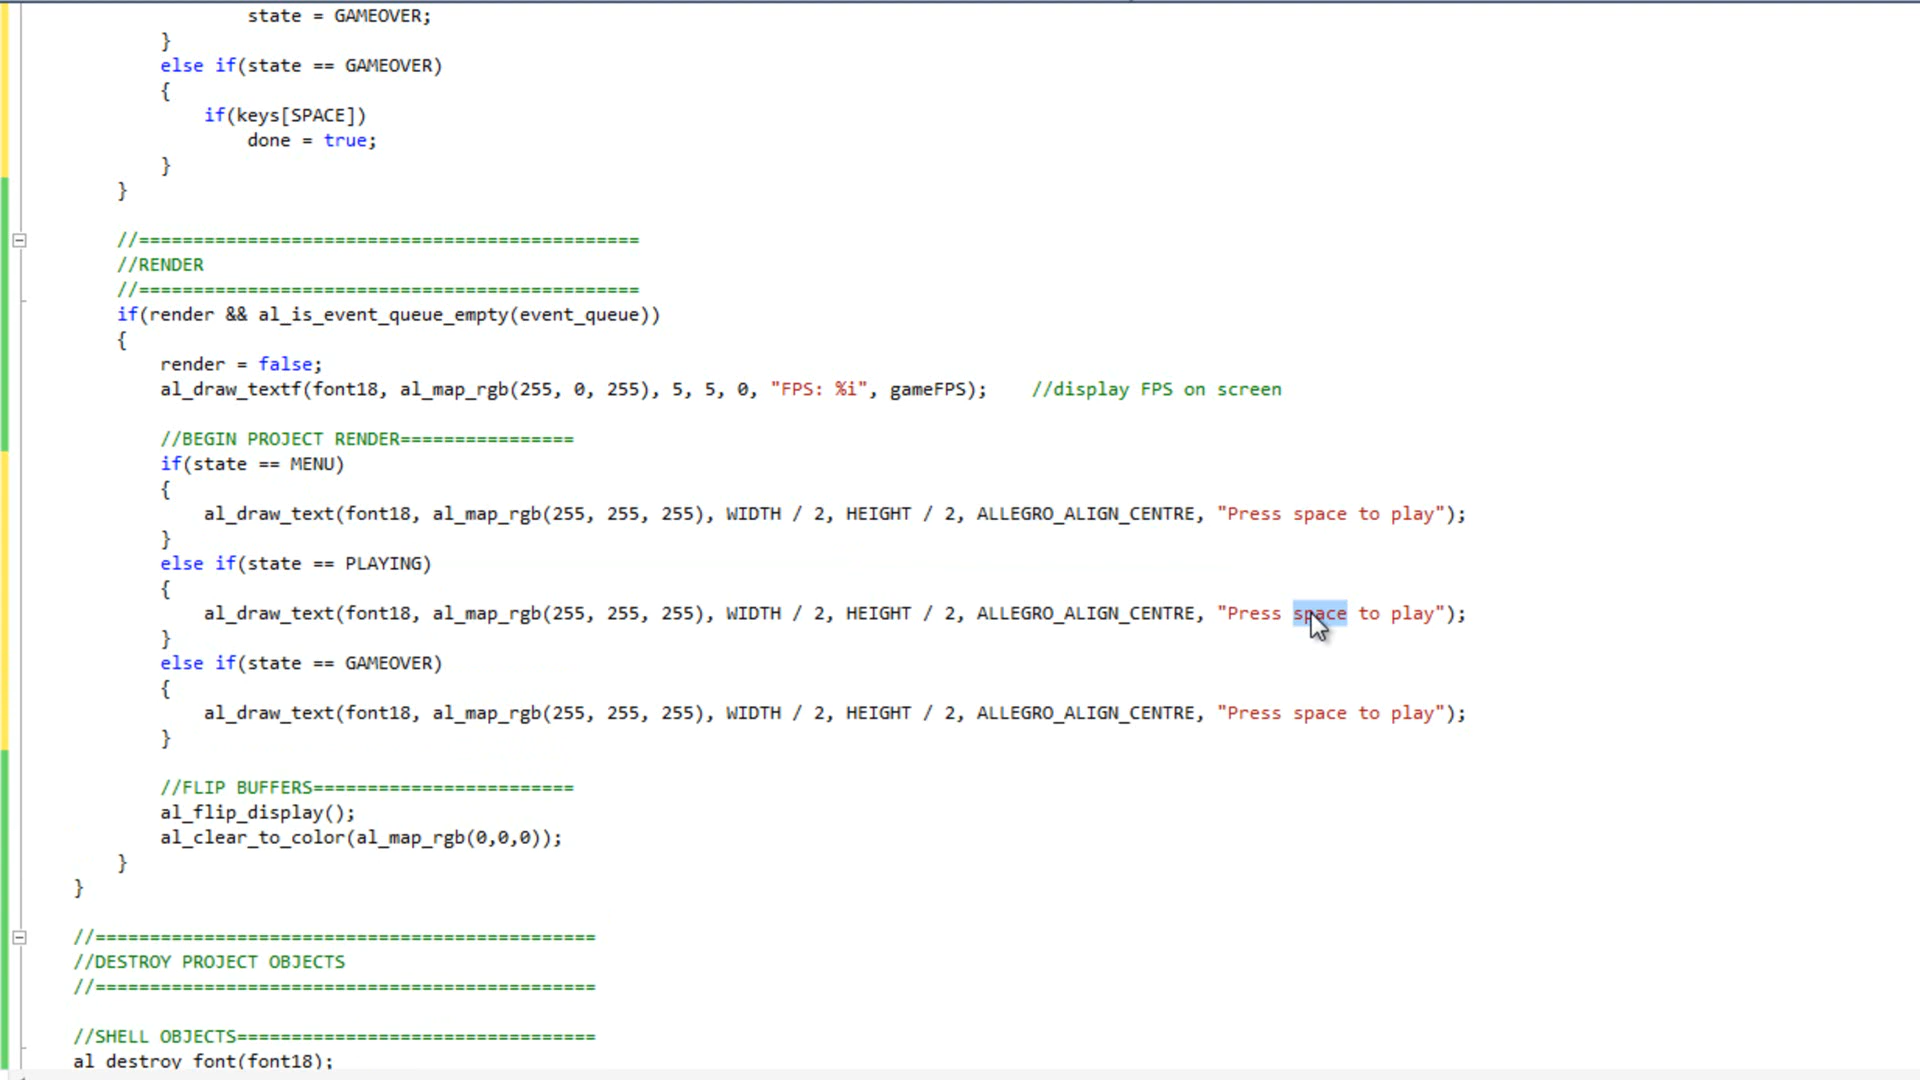 state = GAMEOVER;
}
else if(state == GAMEOVER)
{
if(keys[SPACE])
done = true;
}
}
//==============================================
//RENDER
//==============================================
if(render && al_is_event_queue_empty(event_queue))
{
render = false;
al_draw_textf(font18, al_map_rgb(255, 0, 255), 5, 5, 0, "FPS: %i", gameFPS);    //display FPS on screen
//BEGIN PROJECT RENDER================
if(state == MENU)
{
al_draw_text(font18, al_map_rgb(255, 255, 255), WIDTH / 2, HEIGHT / 2, ALLEGRO_ALIGN_CENTRE, "Press space to play");
}
else if(state == PLAYING)
{
al_draw_text(font18, al_map_rgb(255, 255, 255), WIDTH / 2, HEIGHT / 2, ALLEGRO_ALIGN_CENTRE, "Press space to play");
}
else if(state == GAMEOVER)
{
al_draw_text(font18, al_map_rgb(255, 255, 255), WIDTH / 2, HEIGHT / 2, ALLEGRO_ALIGN_CENTRE, "Press space to play");
}
//FLIP BUFFERS========================
al_flip_display();
al_clear_to_color(al_map_rgb(0,0,0));
}
}
//==============================================
//DESTROY PROJECT OBJECTS
//==============================================
//SHELL OBJECTS=================================
al_destroy_font(font18);